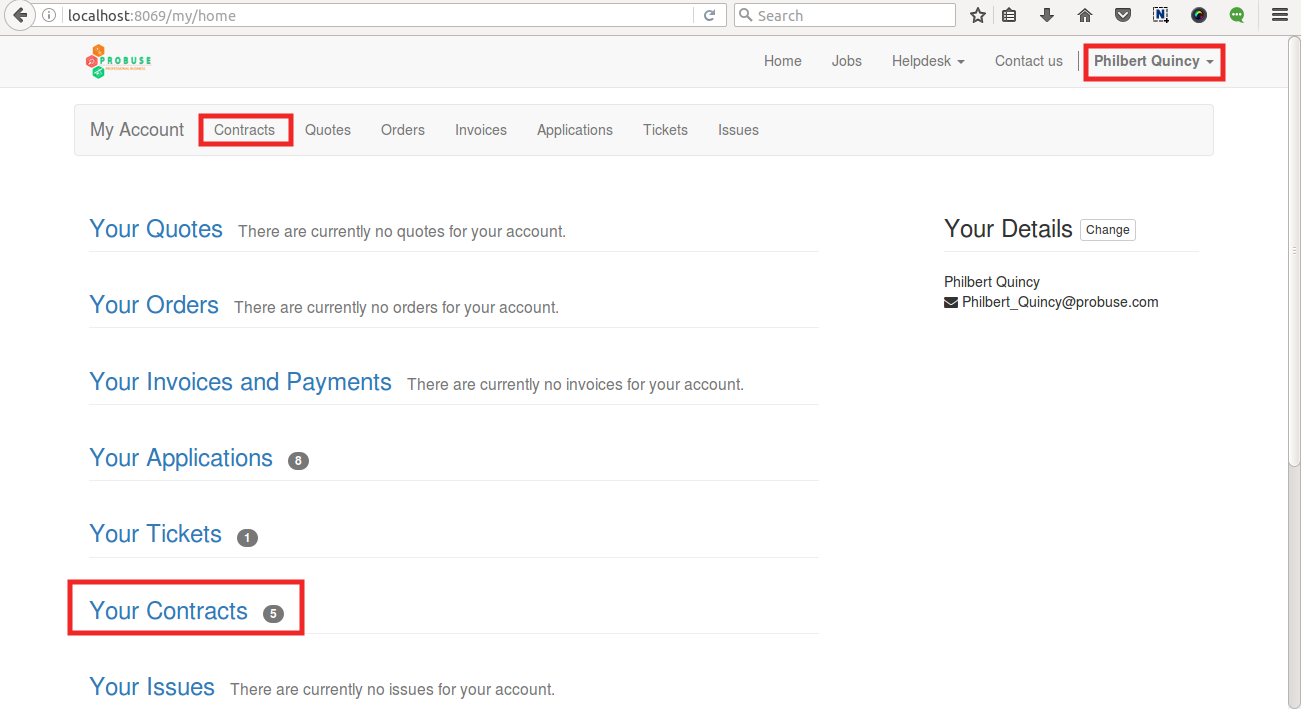 localhost:8069/my/home
Search
PROBUSE
Home Jobs Helpdesk Contact us Philbert Quincy
My Account Contracts Quotes Orders Invoices Applications Tickets Issues
Your Quotes There are currently no quotes for your account.
Your Details Change
Your Orders There are currently no orders for your account.
Philbert Quincy
Philbert_Quincy@probuse.com
Your Invoices and Payments There are currently no invoices for your account.
Your Applications 8
Your Tickets 1
Your Contracts 5
Your Issues There are currently no issues for your account.